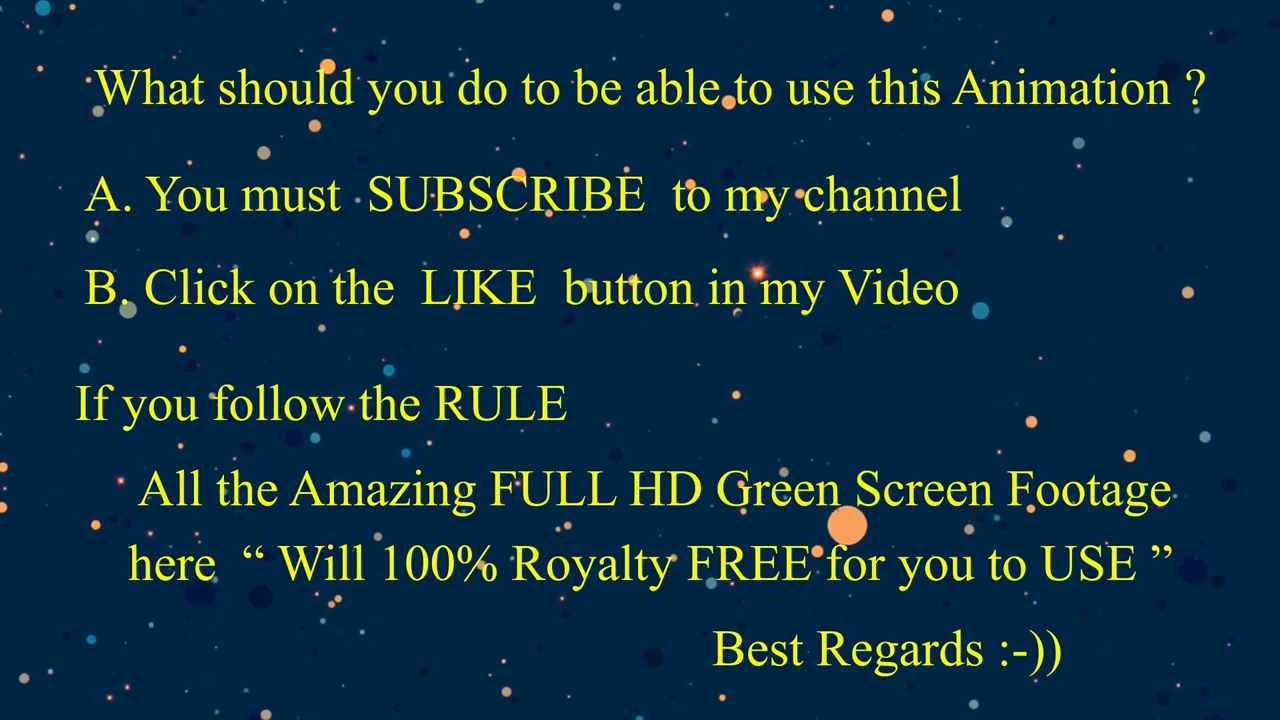 What should you do to be able to use this Animation ?
A. You must SUBSCRIBE to my channel
B. Click on the LIKE button in my Video
If you follow the RULE
All the Amazing FULL HD Green Screen Footage
here “ Will 100% Royalty FREE for you to USE ”
Best Regards :-))